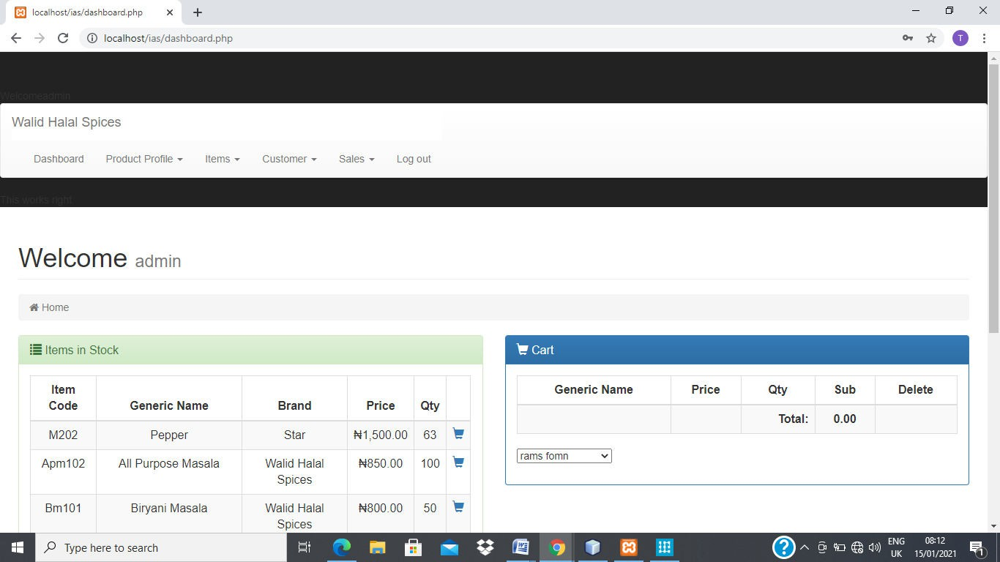 localhost/ias/dashboard.php
localhost/ias/dashboard.php
T
Welcomeadmin
Walid Halal Spices
Dashboard Product Profile Items Customer Sales Log out
This works right
Welcome admin
Home
Items in Stock
Item Code Generic Name Brand Price Qty
M202 Pepper Star ₦1,500.00 63
Apm102 All Purpose Masala Walid Halal Spices ₦850.00 100
Bm101 Biryani Masala Walid Halal Spices ₦800.00 50
Cart
Generic Name Price Qty Sub Delete
Total: 0.00
rams fomn
Type here to search
ENG
UK
08:12
15/01/2021
1